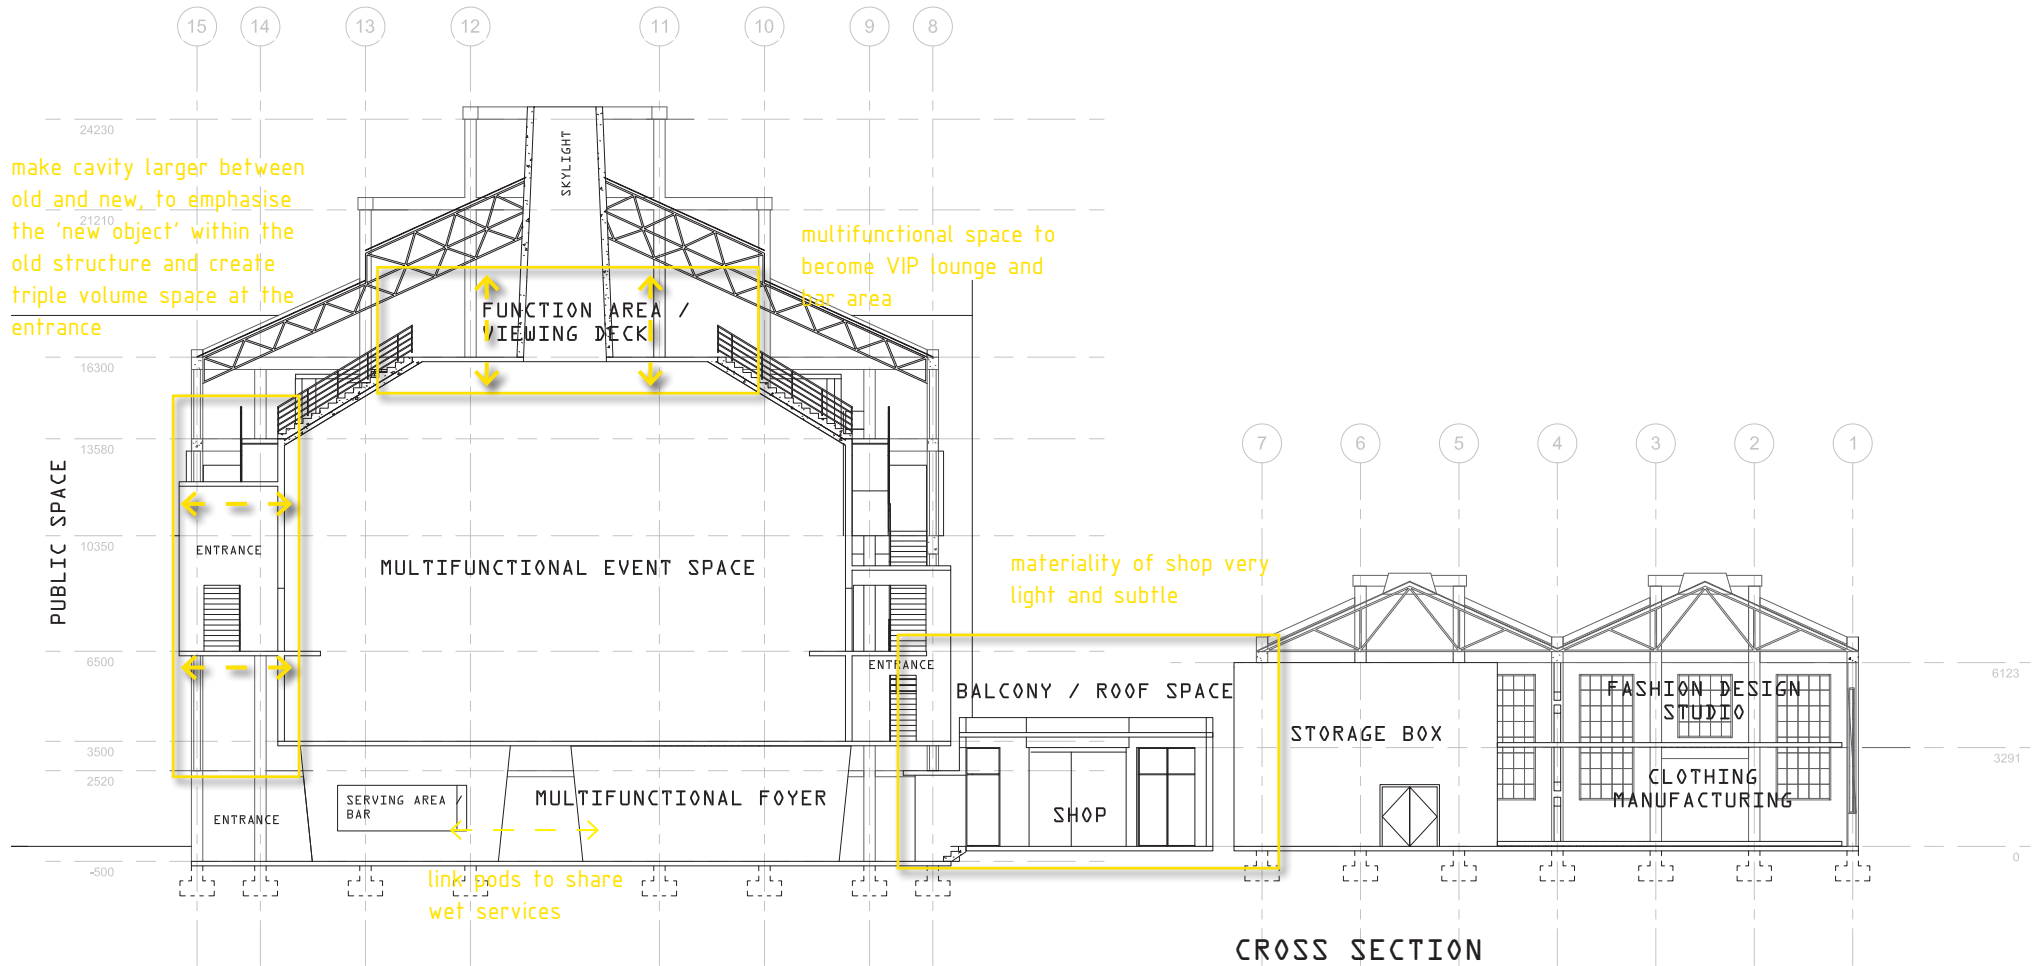 15 14 13 12 11 10 9 8
24230
SKYLIGHT
make cavity larger between
old and new, to emphasise
21210
the 'new object' within the
old structure and create
triple volume space at the
entrance
multifunctional space to
become VIP lounge and
bar area
FUNCTION AREA /
VIEWING DECK
16300
13580
7 6 5 4 3 2 1
PUBLIC SPACE
10350
ENTRANCE
MULTIFUNCTIONAL EVENT SPACE
materiality of shop very
light and subtle
6500
ENTRANCE
6123
BALCONY / ROOF SPACE
FASHION DESIGN
STUDIO
STORAGE BOX
3500
3291
2520
CLOTHING
MANUFACTURING
SERVING AREA /
BAR
MULTIFUNCTIONAL FOYER
SHOP
ENTRANCE
0
-500
link pods to share
wet services
CROSS SECTION